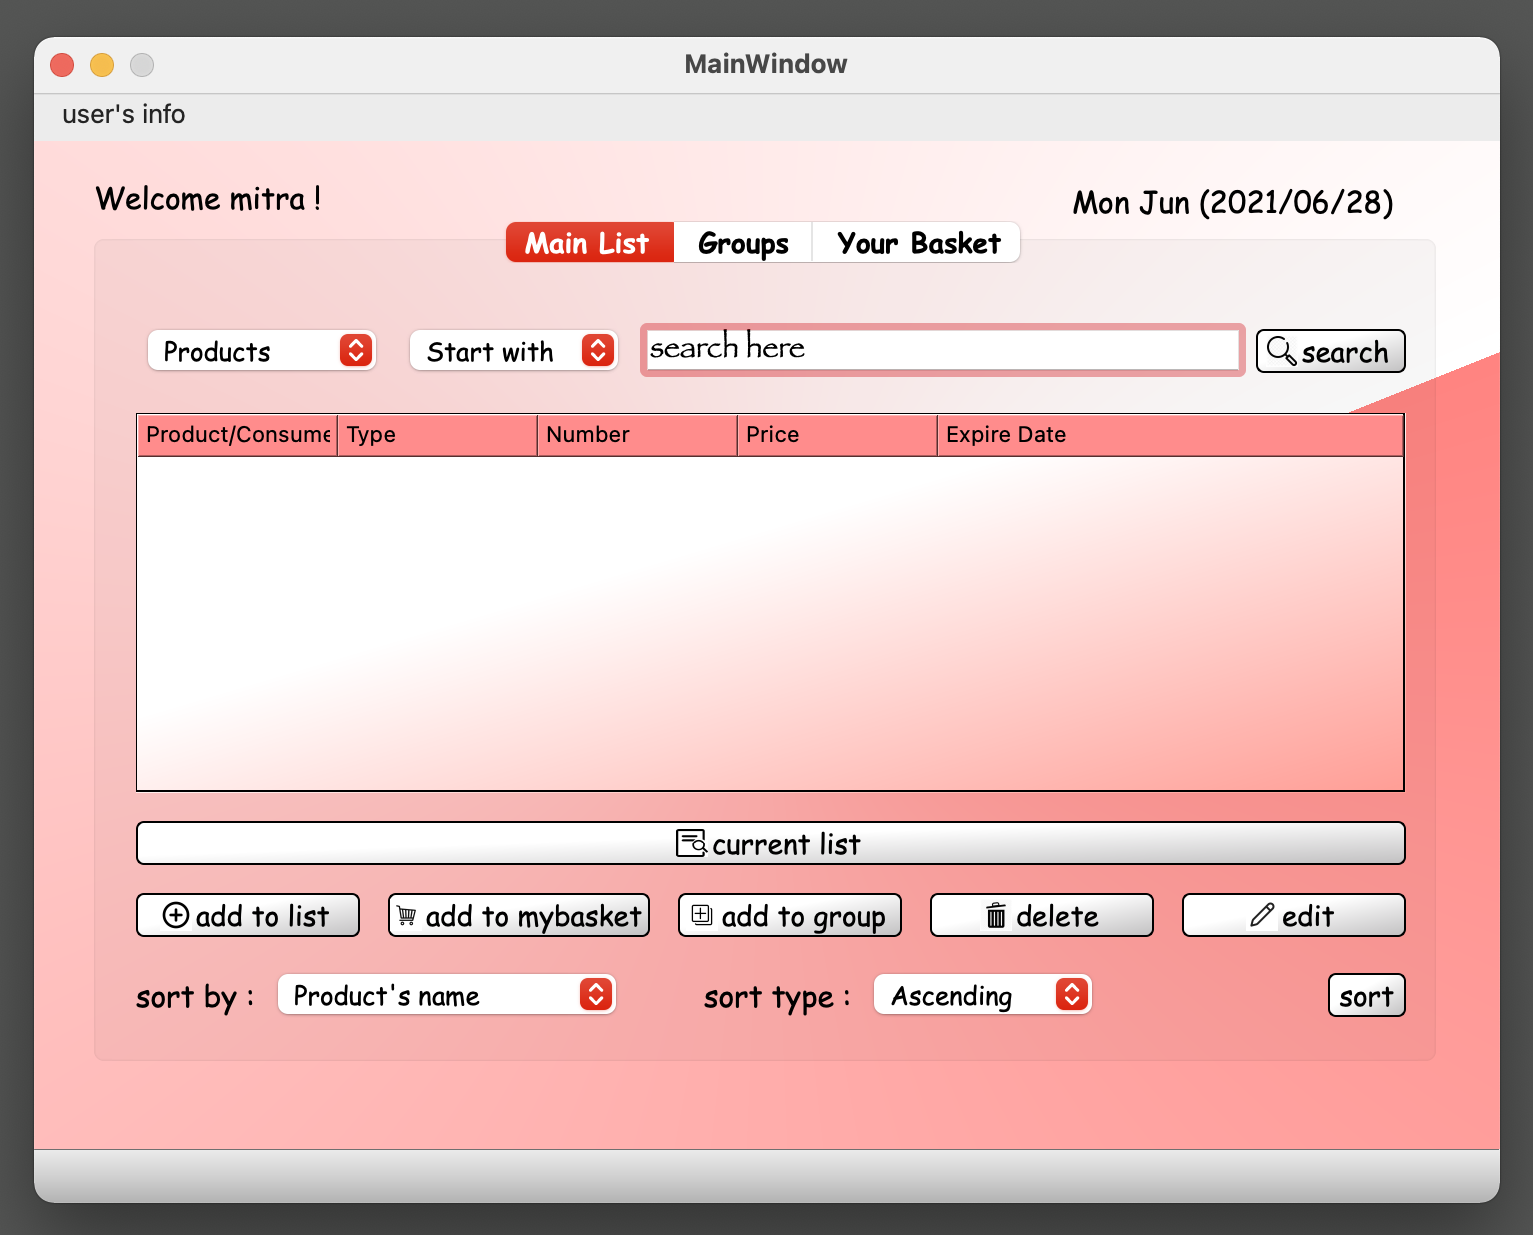 MainWindow
user's info
Welcome mitra !
Mon Jun (2021/06/28)
Main List Groups Your Basket
Products Start with search here search
Product/Consume Type Number Price Expire Date
current list
add to list add to mybasket add to group delete edit
sort by : Product's name sort type : Ascending sort